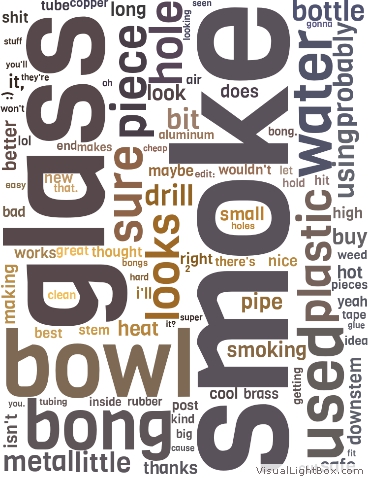 tube copper long seen bottle
shit looking gonna
stuff piece hole
you'll
it, they're oh look air does
:) glass smoke water
won't bit using probably
better lol aluminum bong.
end makes cheap
easy new that. sure maybe edit: wouldn't let
drill hold hit
bad small holes plastic high
works great thought looks right there's nice buy
bongs 2 weed
making hard hot
clean i'll pieces
pipe yeah
best stem heat it? super tape
glue
bowl smoking idea
used
cool brass getting downstem
you. tubing inside rubber post
isn't bong kind
big
cause fit
metal little thanks safe
VisualLightBox.com